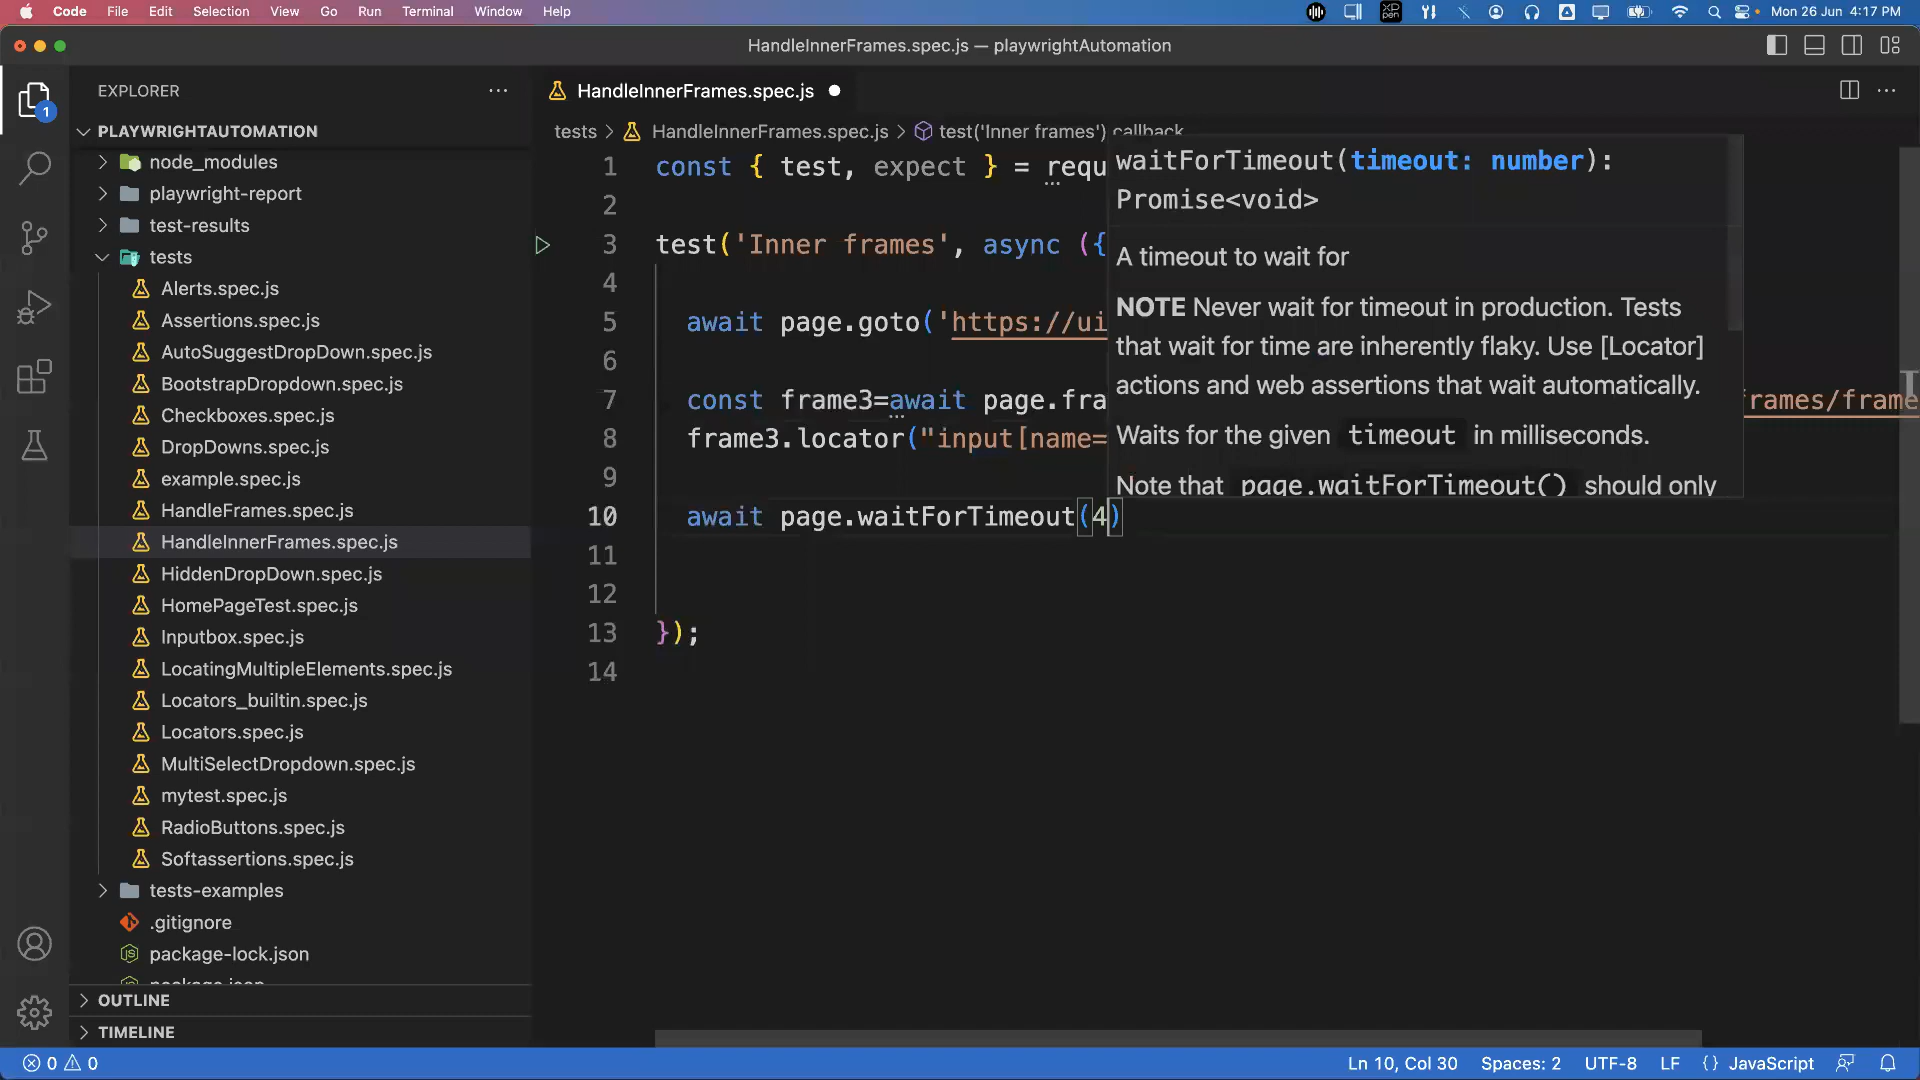 Code File Edit Selection View Go Run Terminal Window Help
XD pen
Mon 26 Jun 4:17 PM
HandleInnerFrames.spec.js — playwrightAutomation
EXPLORER
1
PLAYWRIGHTAUTOMATION
node_modules
playwright-report
test-results
tests
Alerts.spec.js
Assertions.spec.js
AutoSuggestDropDown.spec.js
BootstrapDropdown.spec.js
Checkboxes.spec.js
DropDowns.spec.js
example.spec.js
HandleFrames.spec.js
HandleInnerFrames.spec.js
HiddenDropDown.spec.js
HomePageTest.spec.js
Inputbox.spec.js
LocatingMultipleElements.spec.js
Locators_builtin.spec.js
Locators.spec.js
MultiSelectDropdown.spec.js
mytest.spec.js
RadioButtons.spec.js
Softassertions.spec.js
tests-examples
.gitignore
package-lock.json
package.json
OUTLINE
TIMELINE
HandleInnerFrames.spec.js
tests > HandleInnerFrames.spec.js > test('Inner frames') callback
1 const { test, expect } = requ
2
3 test('Inner frames', async ({
4
5 await page.goto('https://ui
6
7 const frame3=await page.fra rames/frame
8 frame3.locator("input[name=
9
10 await page.waitForTimeout(4)
11
12
13 });
14
waitForTimeout(timeout: number):
Promise<void>
A timeout to wait for
NOTE Never wait for timeout in production. Tests
that wait for time are inherently flaky. Use [Locator]
actions and web assertions that wait automatically.
Waits for the given timeout in milliseconds.
Note that page.waitForTimeout() should only
0 0
Ln 10, Col 30 Spaces: 2 UTF-8 LF {} JavaScript